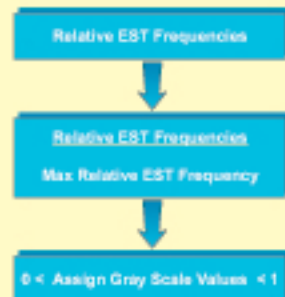 Relative EST Frequencies
Relative EST Frequencies
Max Relative EST Frequency
0 < Assign Gray Scale Values < 1